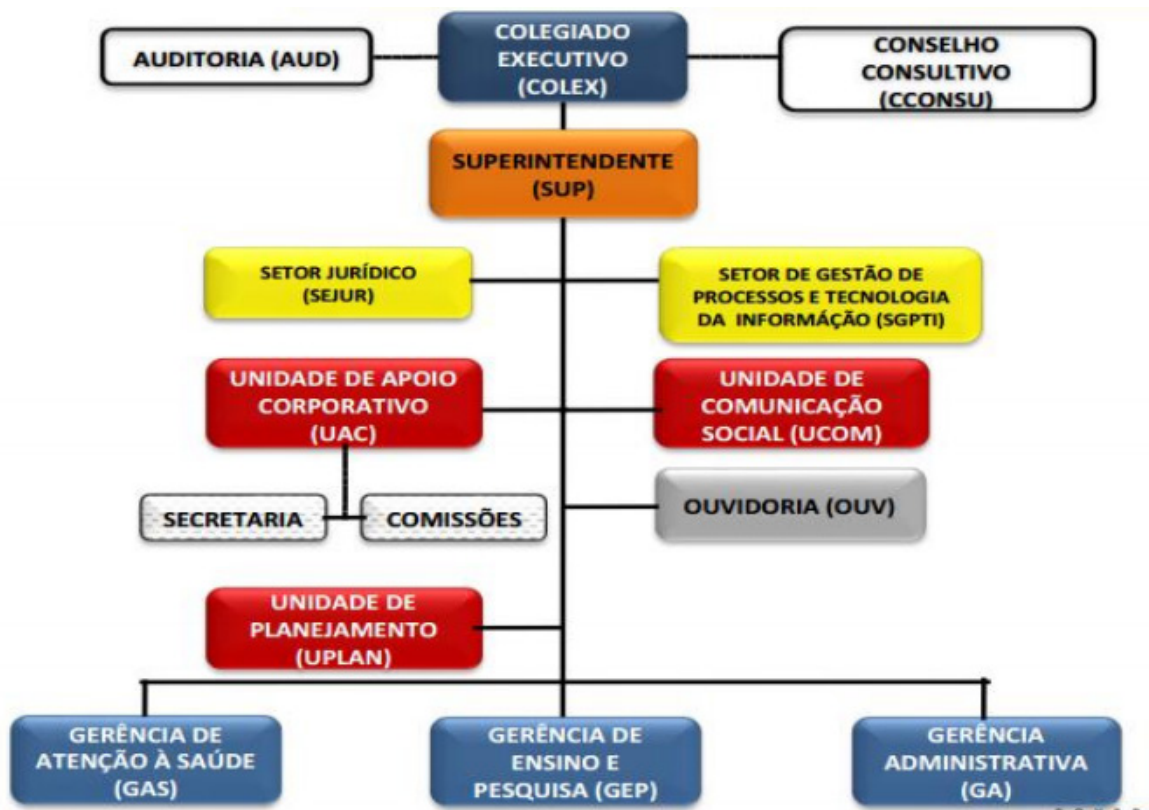 COLEGIADO
EXECUTIVO
(COLEX)
AUDITORIA (AUD)
CONSELHO
CONSULTIVO
(CCONSU)
SUPERINTENDENTE
(SUP)
SETOR JURÍDICO
(SEJUR)
SETOR DE GESTÃO DE
PROCESSOS E TECNOLOGIA
DA INFORMÁÇÃO (SGPTI)
UNIDADE DE APOIO
CORPORATIVO
(UAC)
UNIDADE DE
COMUNICAÇÃO
SOCIAL (UCOM)
SECRETARIA
COMISSÕES
OUVIDORIA (OUV)
UNIDADE DE
PLANEJAMENTO
(UPLAN)
GERÊNCIA DE
ATENÇÃO À SAÚDE
(GAS)
GERÊNCIA DE
ENSINO E
PESQUISA (GEP)
GERÊNCIA
ADMINISTRATIVA
(GA)